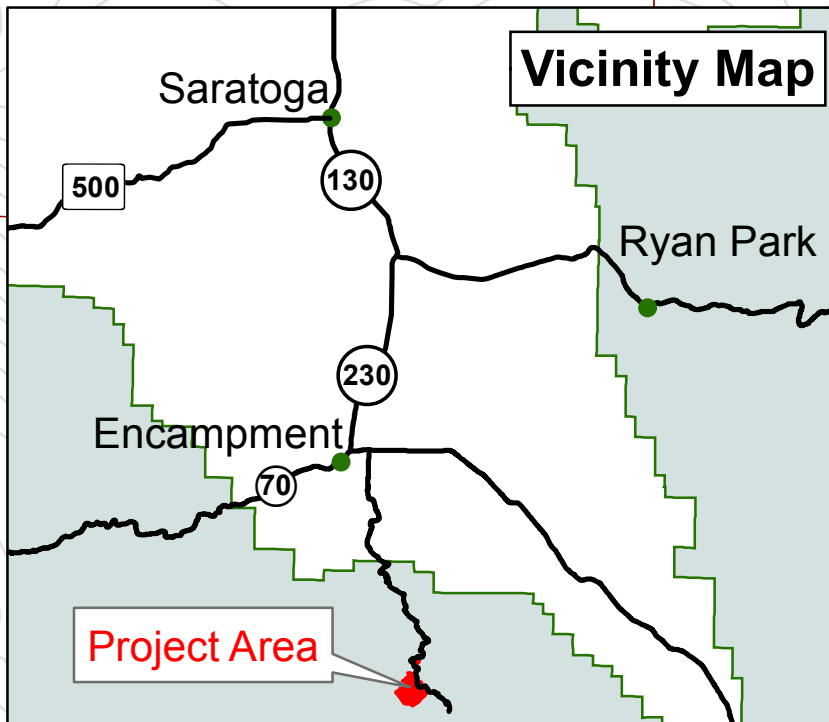 Vicinity Map
Saratoga
500
130
Ryan Park
230
Encampment
70
Project Area